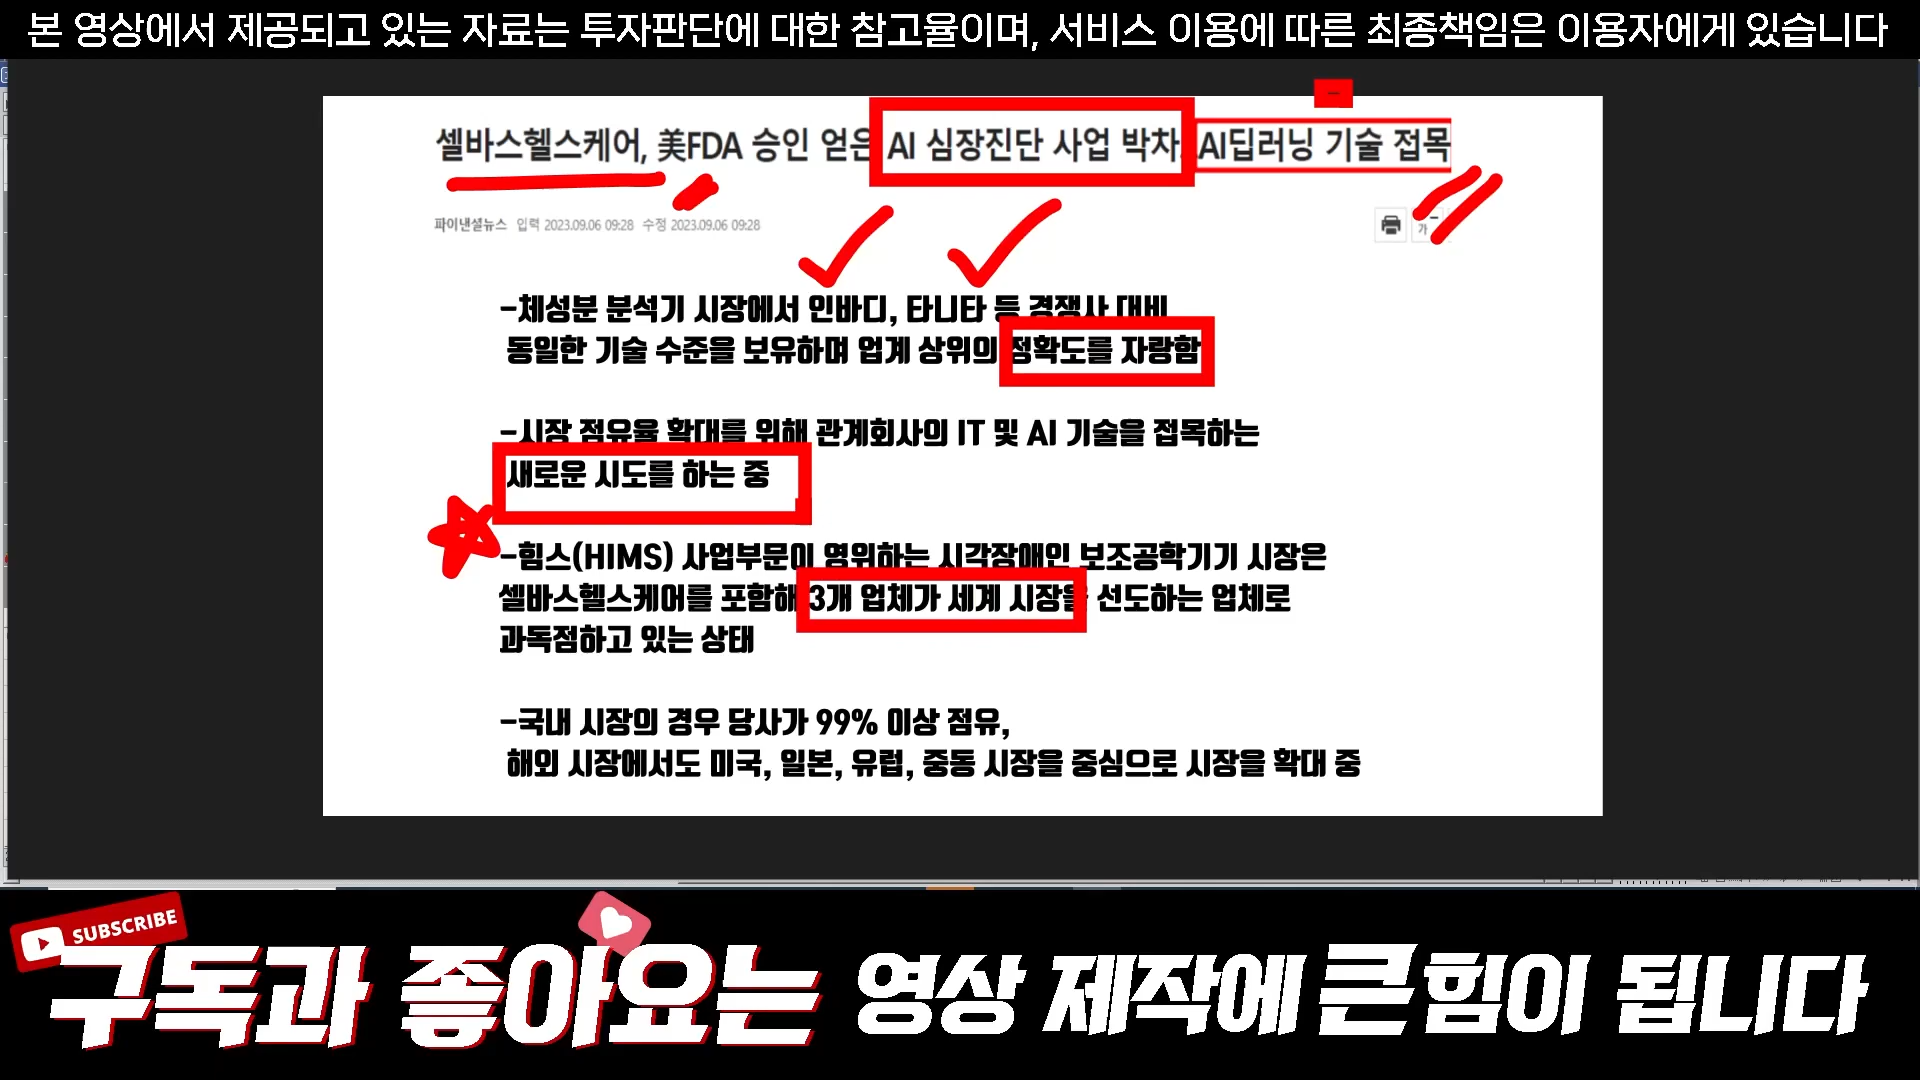 본 영상에서 제공되고 있는 자료는 투자판단에 대한 참고율이며, 서비스 이용에 따른 최종책임은 이용자에게 있습니다
셀바스헬스케어, 美FDA 승인 얻은 AI 심장진단 사업 박차 AI딥러닝 기술 접목
파이낸셜뉴스 입력 2023.09.06 09:28 수정 2023.09.06 09:28
가
-체성분 분석기 시장에서 인바디, 타니타 등 경쟁사 대비
동일한 기술 수준을 보유하며 업계 상위의 정확도를 자랑함
-시장 점유율 확대를 위해 관계회사의 IT 및 AI 기술을 접목하는
새로운 시도를 하는 중
-힘스(HIMS) 사업부문이 영위하는 시각장애인 보조공학기기 시장은
셀바스헬스케어를 포함해 3개 업체가 세계 시장을 선도하는 업체로
과독점하고 있는 상태
-국내 시장의 경우 당사가 99% 이상 점유,
해외 시장에서도 미국, 일본, 유럽, 중동 시장을 중심으로 시장을 확대 중
SUBSCRIBE
구독과 좋아요는 영상 제작에 큰 힘이 됩니다